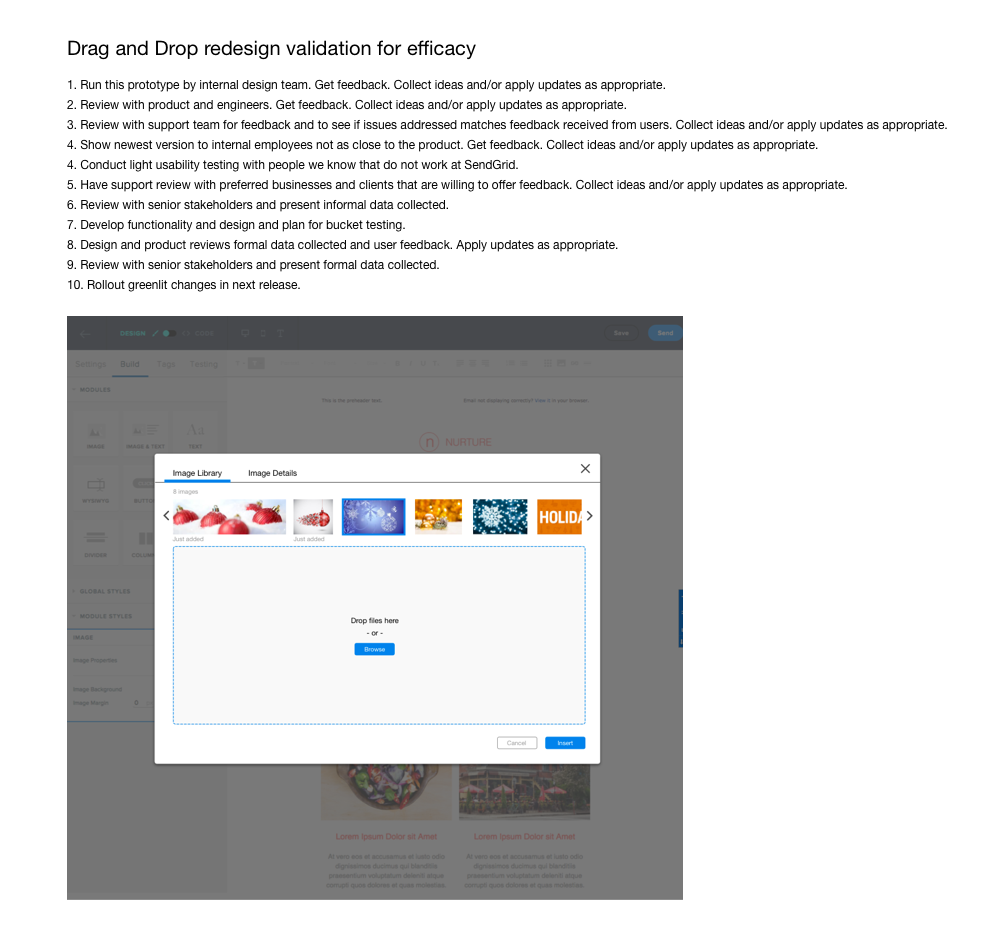 Drag and Drop redesign validation for efficacy
1. Run this prototype by internal design team. Get feedback. Collect ideas and/or apply updates as appropriate.
2. Review with product and engineers. Get feedback. Collect ideas and/or apply updates as appropriate.
3. Review with support team for feedback and to see if issues addressed matches feedback received from users. Collect ideas and/or apply updates as appropriate.
4. Show newest version to internal employees not as close to the product. Get feedback. Collect ideas and/or apply updates as appropriate.
4. Conduct light usability testing with people we know that do not work at SendGrid.
5. Have support review with preferred businesses and clients that are willing to offer feedback. Collect ideas and/or apply updates as appropriate.
6. Review with senior stakeholders and present informal data collected.
7. Develop functionality and design and plan for bucket testing.
8. Design and product reviews formal data collected and user feedback. Apply updates as appropriate.
9. Review with senior stakeholders and present formal data collected.
10. Rollout greenlit changes in next release.
DESIGN CODE Save Send
Settings Build Tags Testing
MODULES
This is the preheader text. Email not displaying correctly? View it in your browser
IMAGE IMAGE & TEXT TEXT
n NURTURE
Image Library Image Details
8 images
HOLIDA
Just added Just added
WYSIWYG
DIVIDER
GLOBAL STYLES
MODULE STYLES
IMAGE
Image Properties
Image Background
Image Margin 0
Drop files here
- or -
Browse
Cancel Insert
Lorem Ipsum Dolor sit Amet Lorem Ipsum Dolor sit Amet
At vero eos et accusamus et iusto odio At vero eos et accusamus et iusto odio
dignissimos ducimus qui blanditiis dignissimos ducimus qui blanditiis
praesentium voluptatum deleniti atque praesentium voluptatum deleniti atque
corrupti quos dolores et quas molestias. corrupti quos dolores et quas molestias.